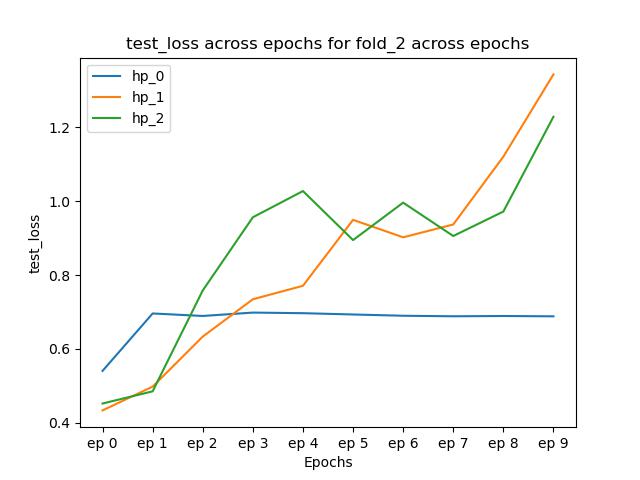 test_loss across epochs for fold_2 across epochs
hp_0
hp_1
hp_2
1.2
1.0
0.8
0.6
0.4
test_loss
ep 0 ep 1 ep 2 ep 3 ep 4 ep 5 ep 6 ep 7 ep 8 ep 9
Epochs